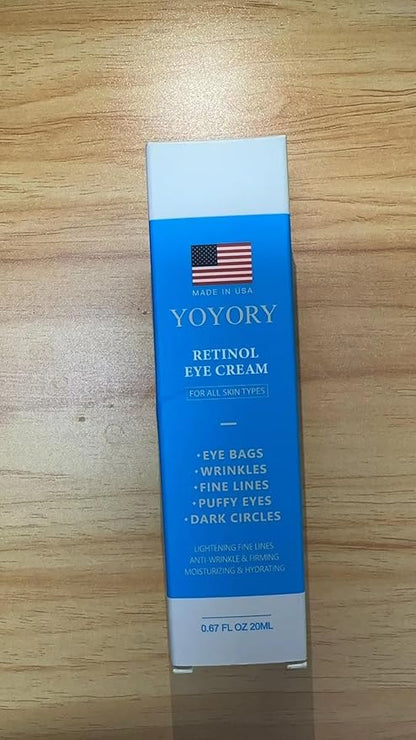 MADE IN USA
YOYORY
RETINOL
EYE CREAM
FOR ALL SKIN TYPES
• EYE BAGS
• WRINKLES
• FINE LINES
• PUFFY EYES
• DARK CIRCLES
LIGHTENING FINE LINES
ANTI-WRINKLE & FIRMING
MOISTURIZING & HYDRATING
0.67 FL OZ 20ML